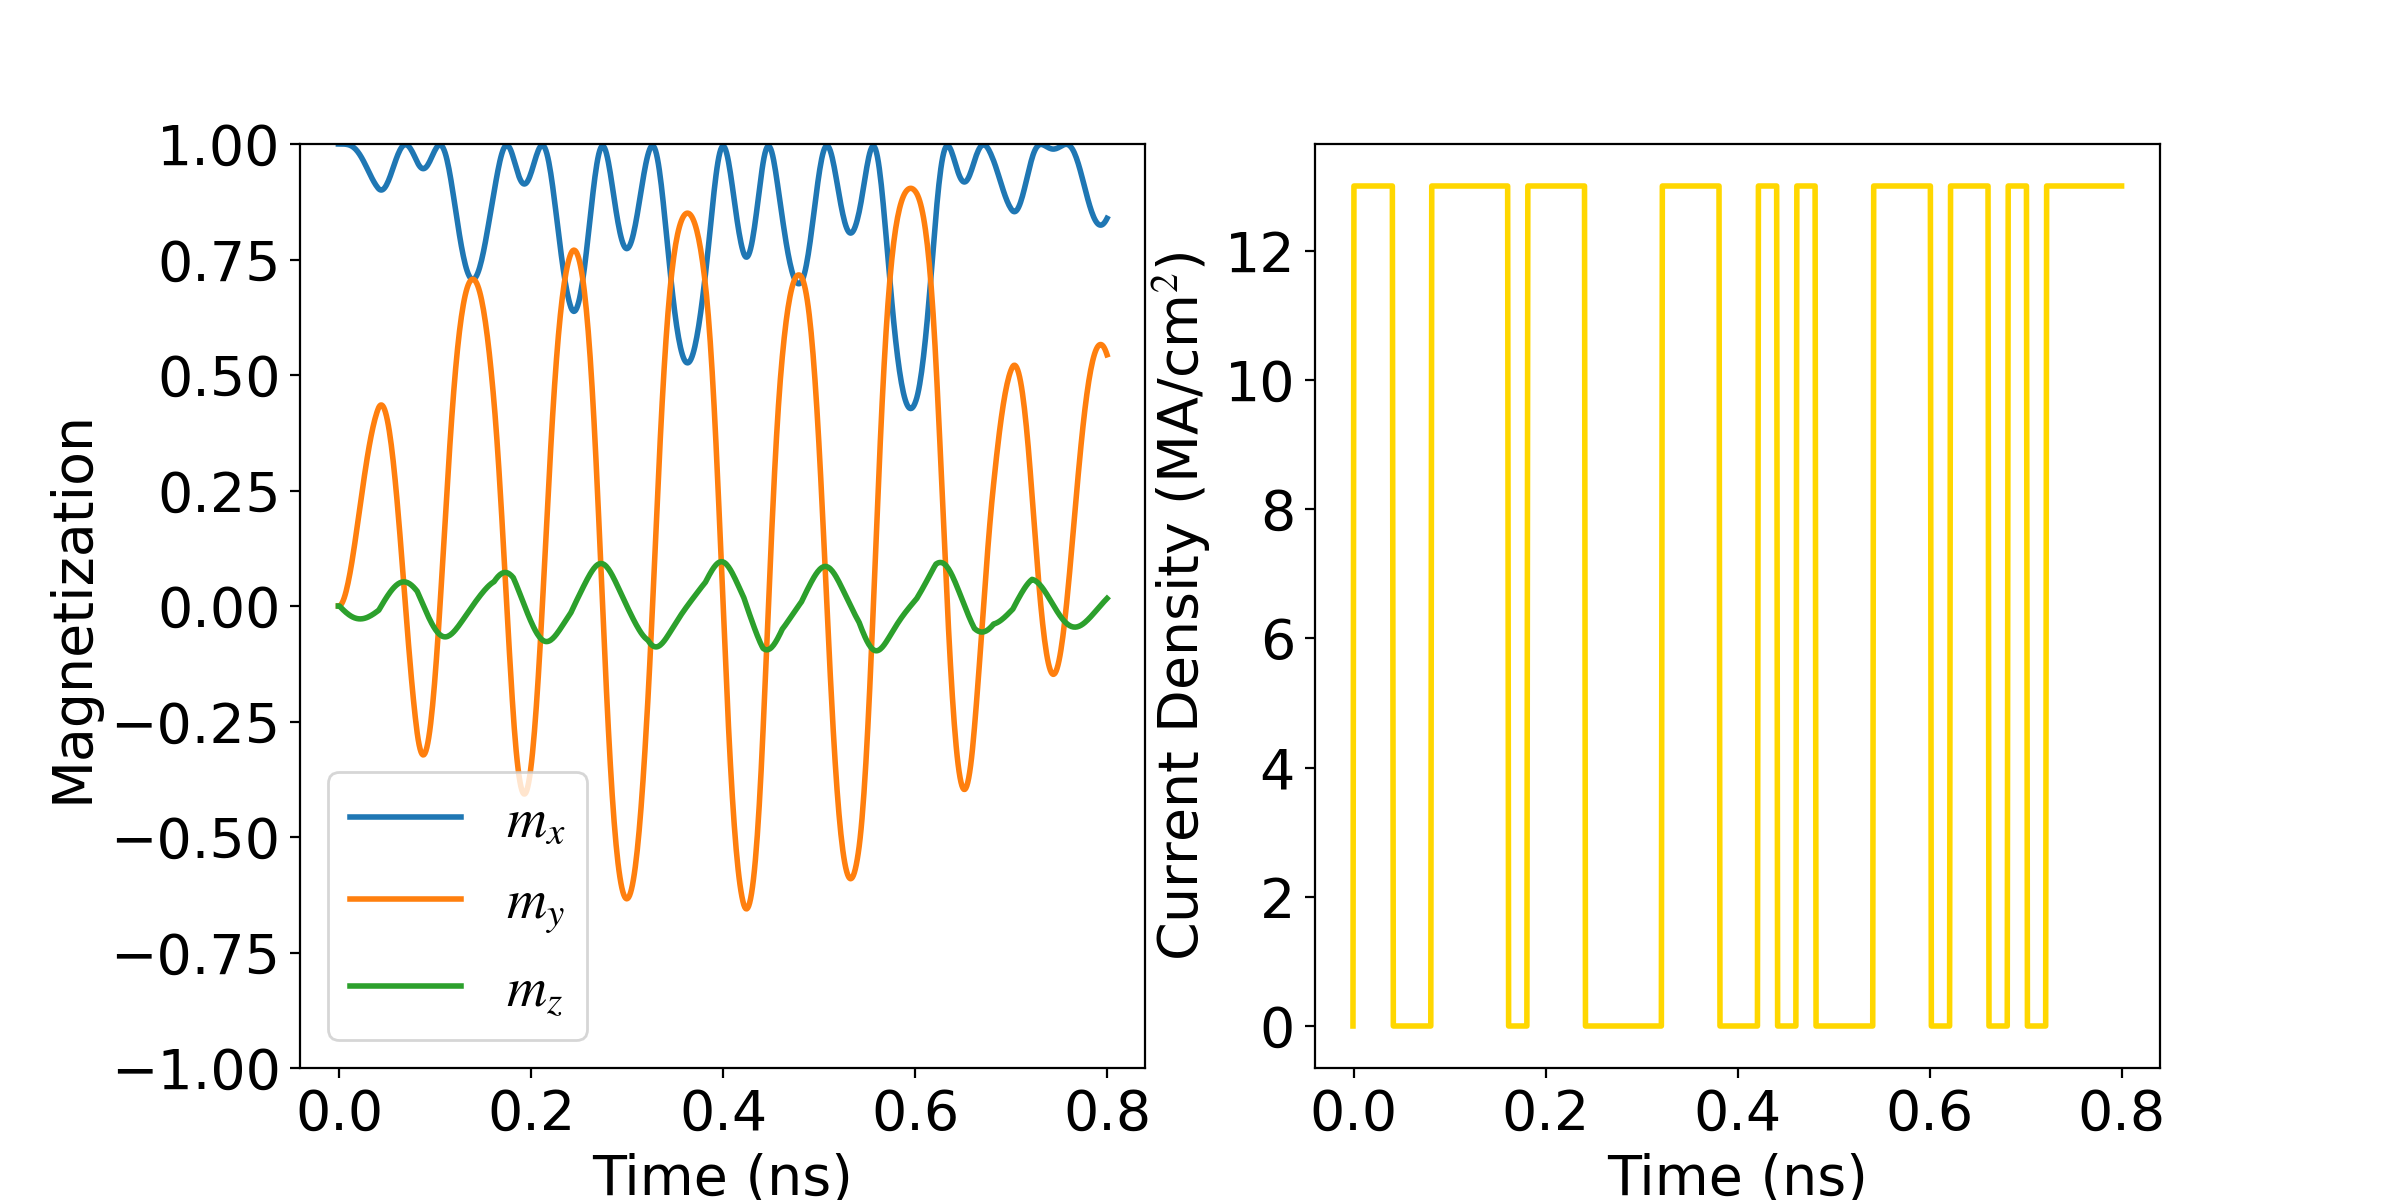 Magnetization
1.00
0.75
0.50
0.25
0.00
−0.25
−0.50
−0.75
−1.00
m_x
m_y
m_z
0.0 0.2 0.4 0.6 0.8
Time (ns)
Current Density (MA/cm²)
12
10
8
6
4
2
0
0.0 0.2 0.4 0.6 0.8
Time (ns)